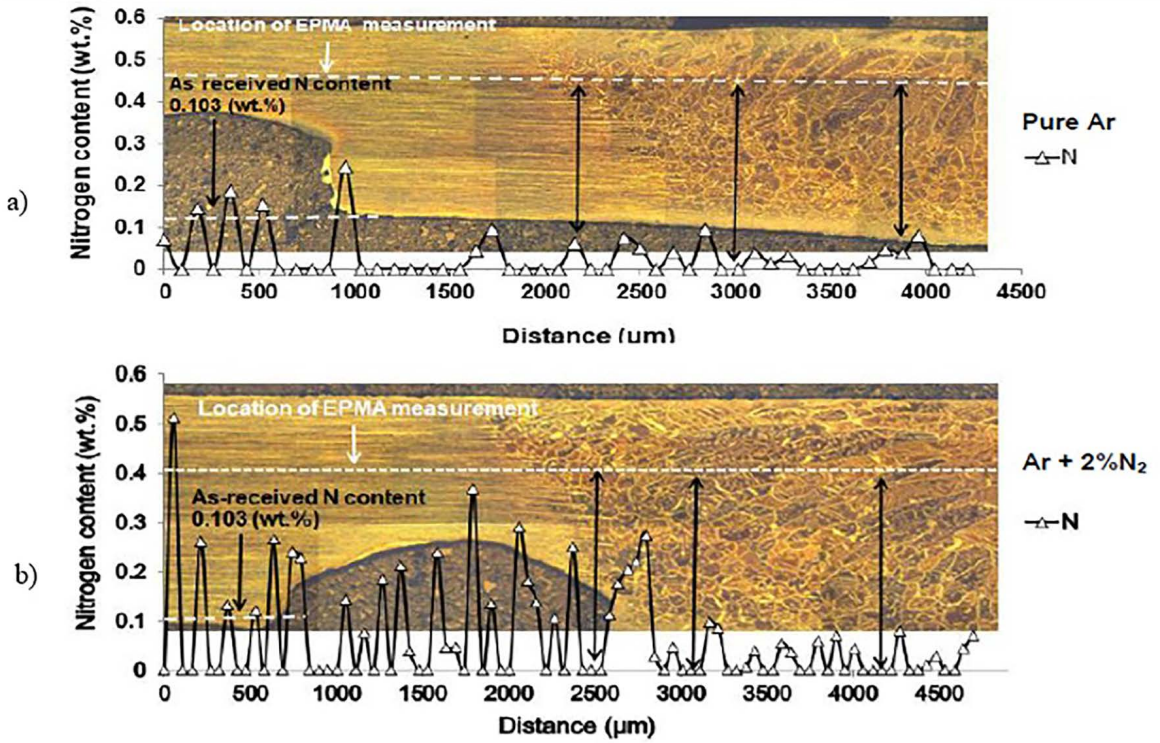 a)
Nitrogen content (wt.%)
0.6
0.5
0.4
0.3
0.2
0.1
0
Location of EPMA measurement
As-received N content
0.103 (wt.%)
0 500 1000 1500 2000 2500 3000 3500 4000 4500
Distance (um)
Pure Ar
N
b)
Nitrogen content (wt.%)
0.6
0.5
0.4
0.3
0.2
0.1
0
Location of EPMA measurement
As-received N content
0.103 (wt.%)
0 500 1000 1500 2000 2500 3000 3500 4000 4500
Distance (µm)
Ar + 2%N₂
N